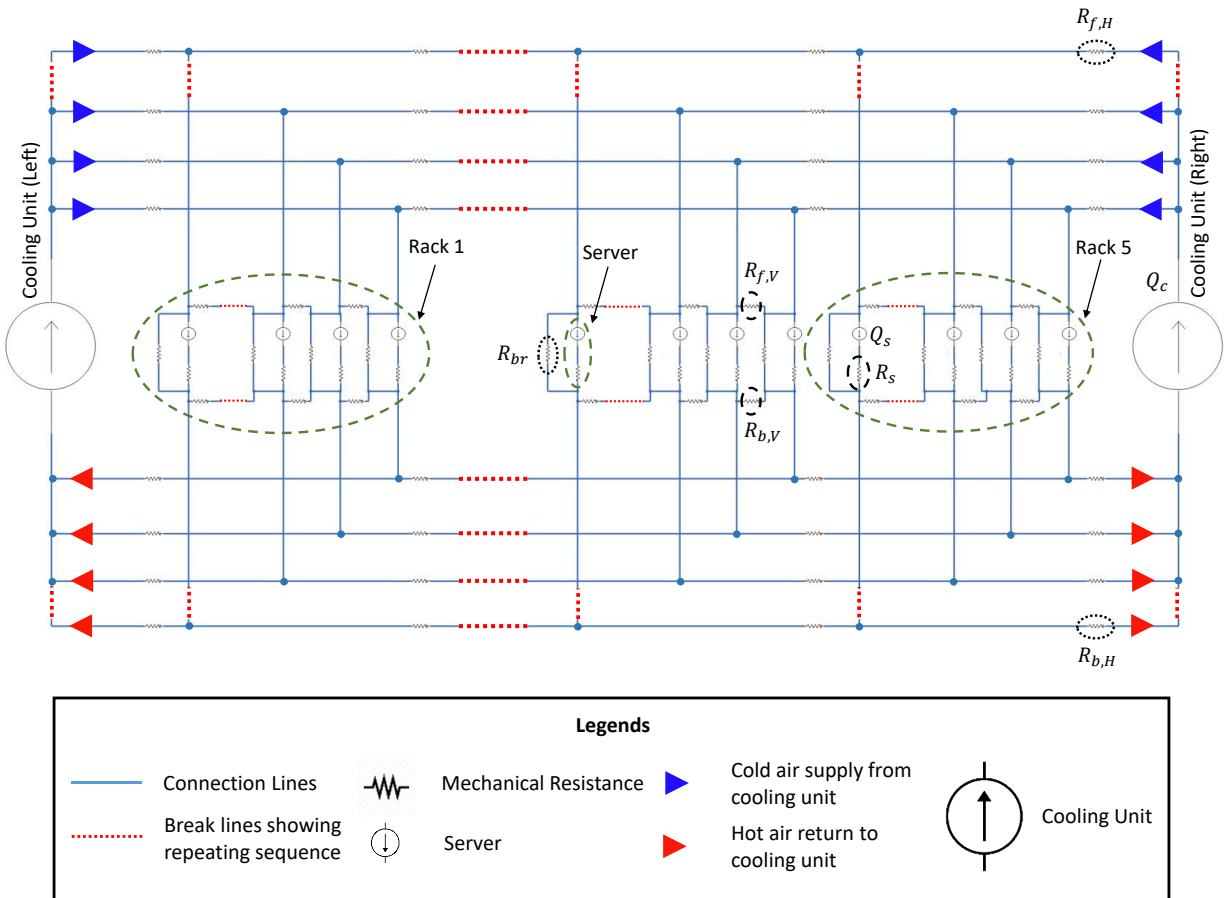 R_{f,H}
Cooling Unit (Left)
Cooling Unit (Right)
Rack 1
Server
R_{f,V}
Rack 5
Q_c
R_{br}
Q_s
R_s
R_{b,V}
R_{b,H}
Legends
Connection Lines
Mechanical Resistance
Cold air supply from
cooling unit
Cooling Unit
Break lines showing
repeating sequence
Server
Hot air return to
cooling unit